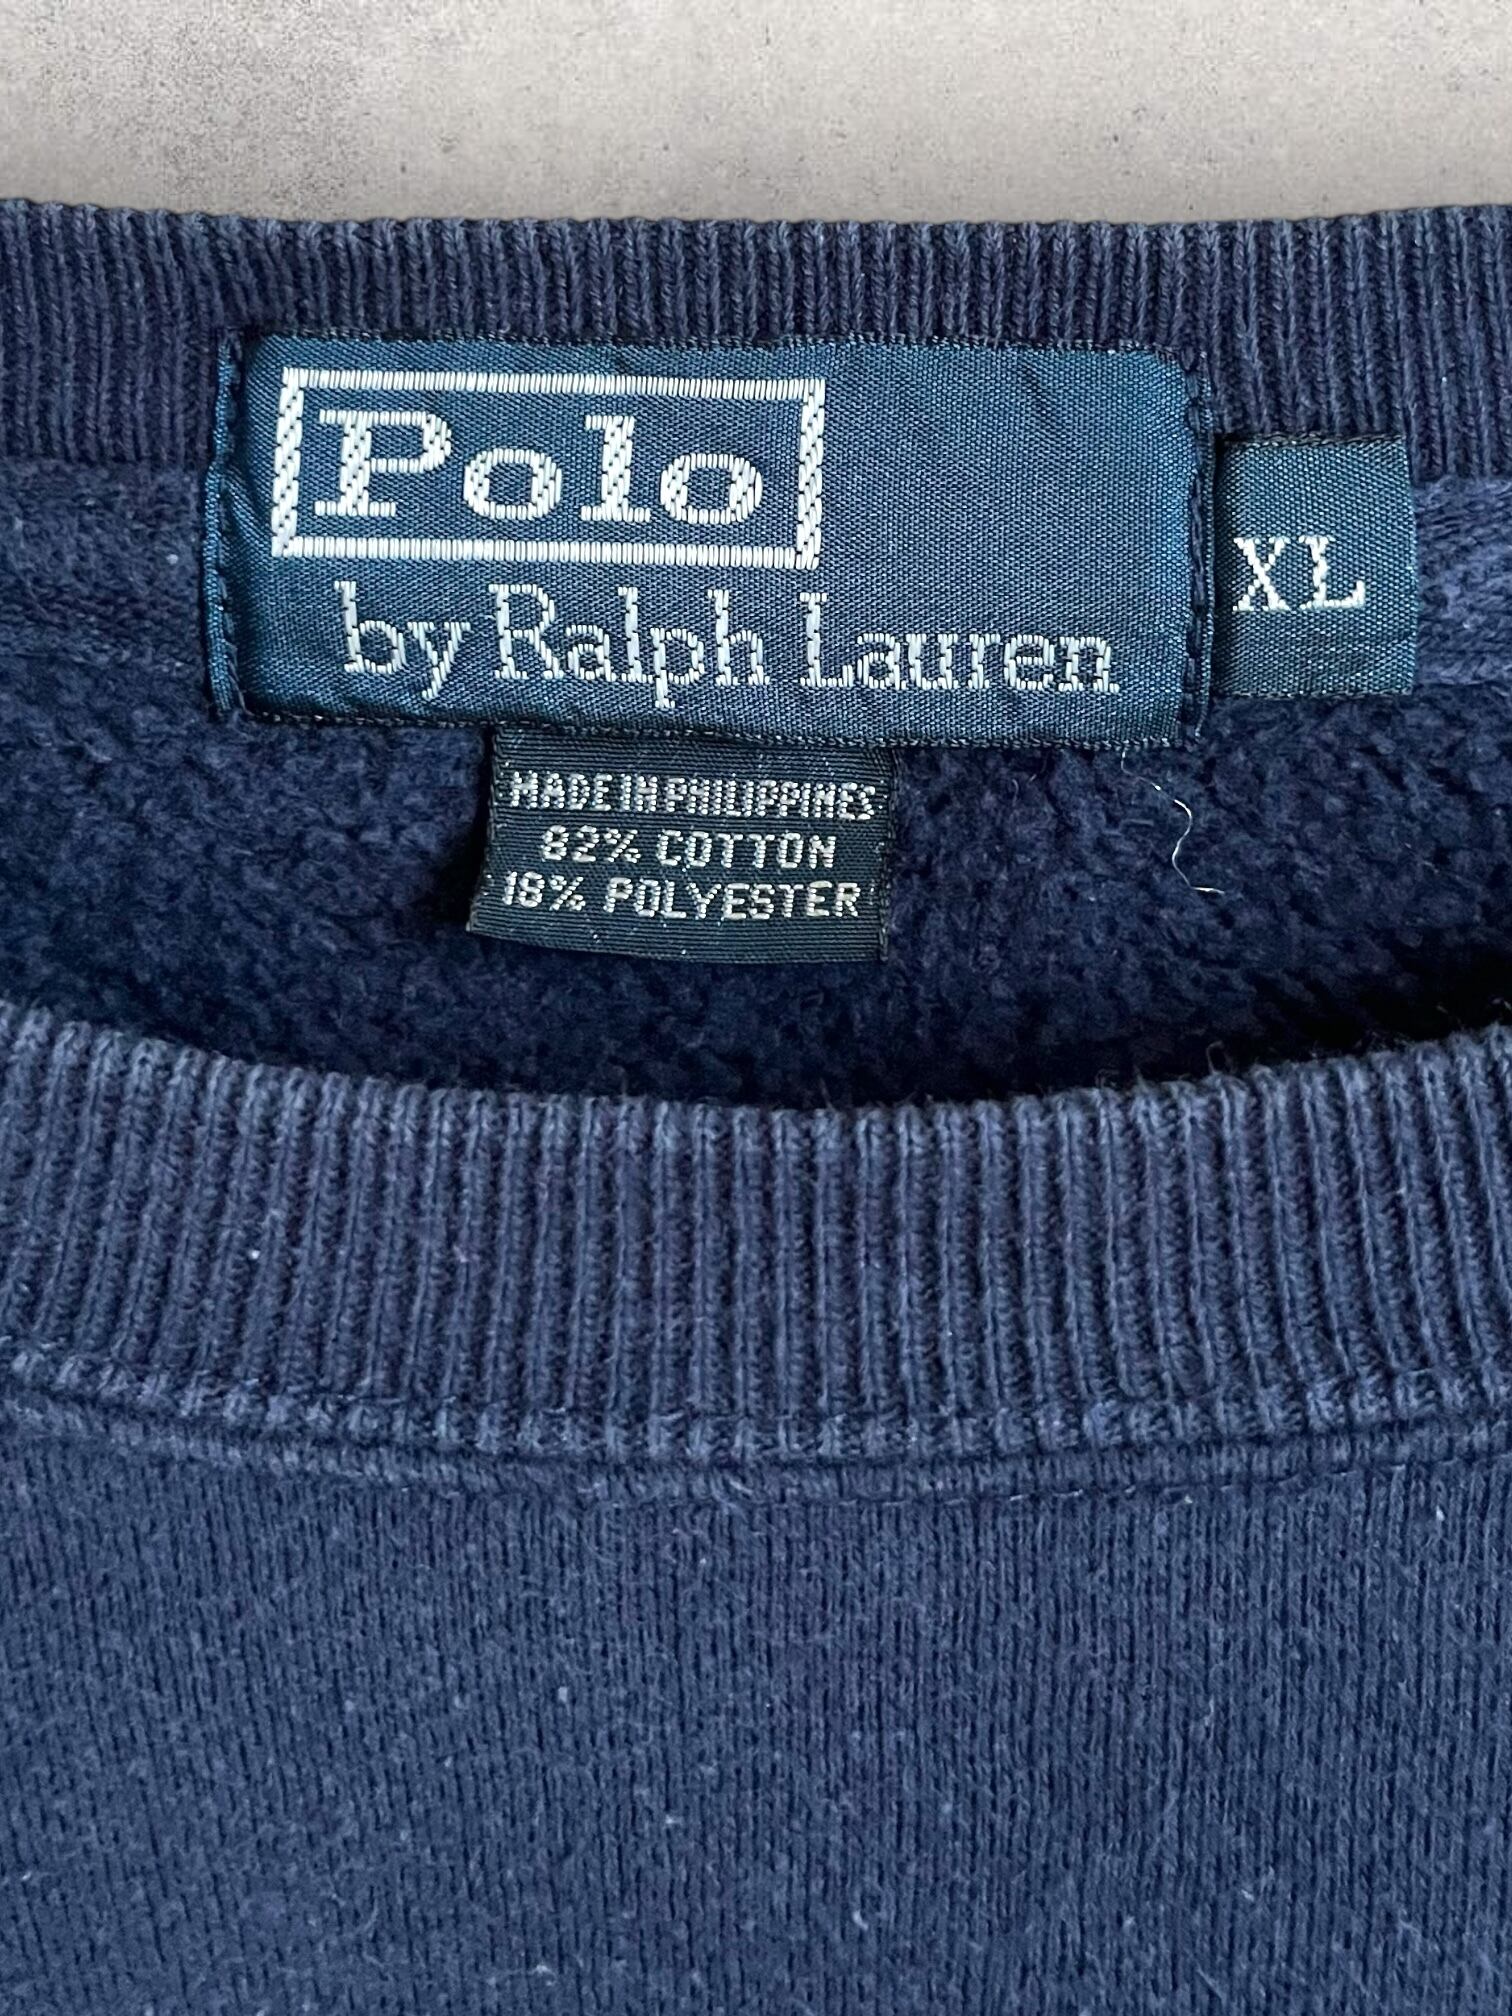 Polo
by Ralph Lauren
XL
MADE IN PHILIPPINES
82% COTTON
18% POLYESTER